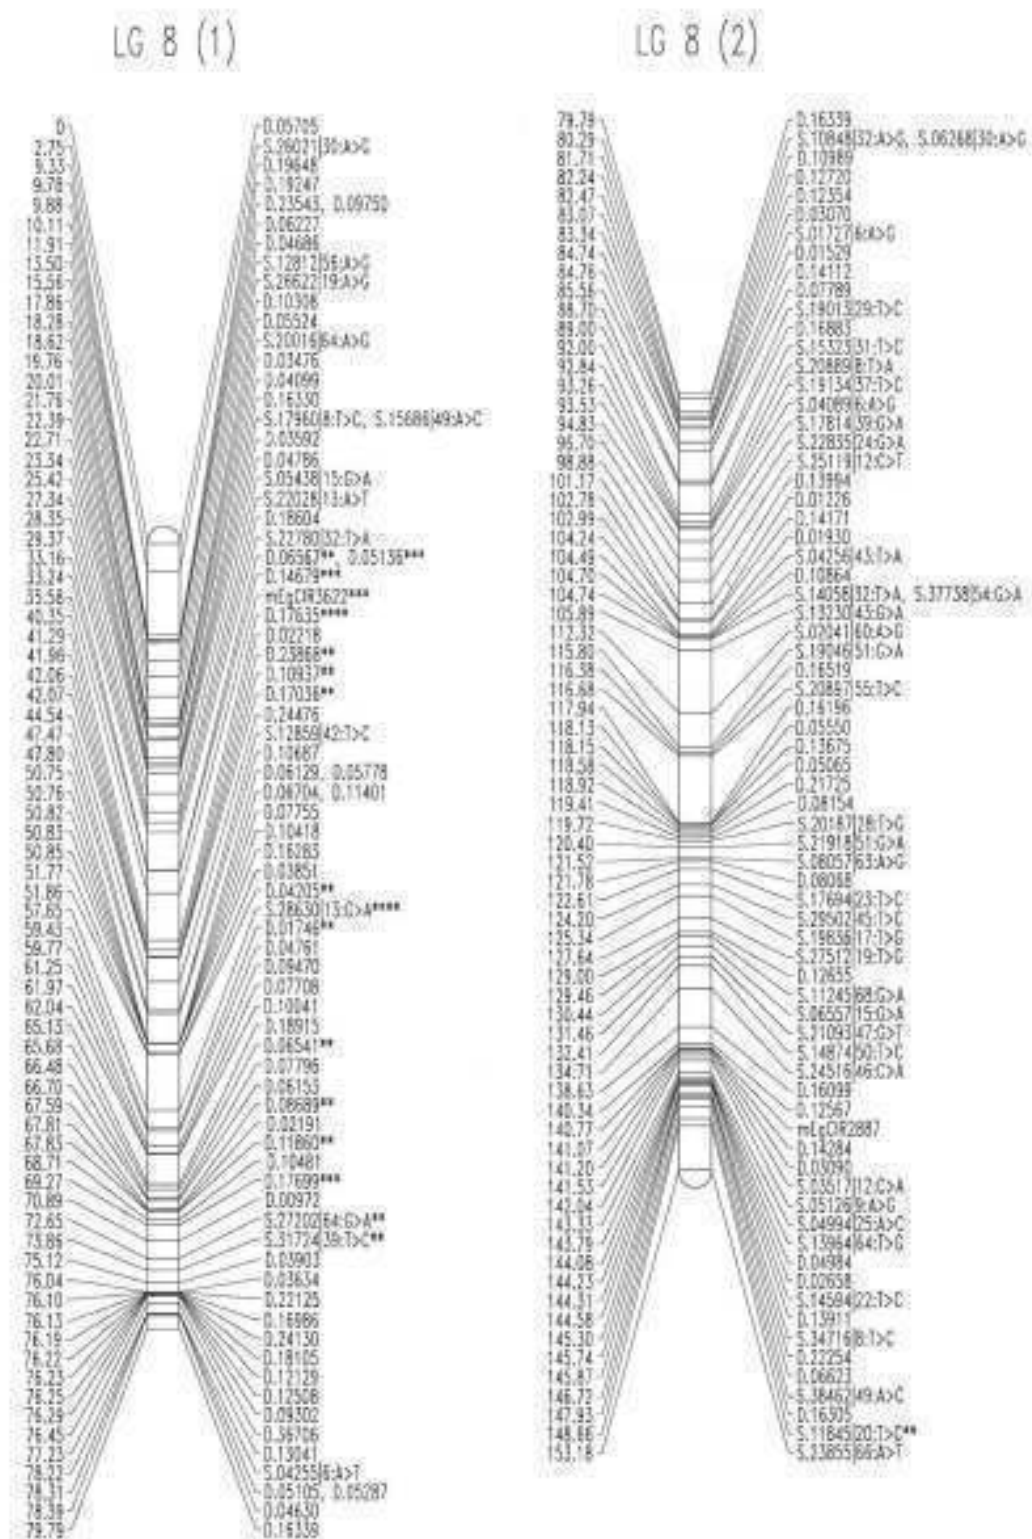 LG 8 (1)
0 D.05705
2.75 S.26021|30:A>G
9.33 D.19648
9.78 D.19247
9.88 D.23543, D.09750
10.11 D.06227
11.91 D.04686
13.50 S.12812|56:A>G
15.56 S.26622|19:A>G
17.86 D.10308
18.28 D.05524
18.62 S.20016|64:A>G
19.76 D.03476
20.01 D.04099
21.76 D.16330
22.39 S.17960|8:T>C, S.15686|49:A>C
22.71 D.03592
23.34 D.04786
25.42 S.05438|15:G>A
27.34 S.22028|13:A>T
28.35 D.18604
29.37 S.22780|32:T>A
33.16 D.06567**, D.05136***
33.24 D.14679***
35.58 mEgCIR3622***
40.35 D.17635****
41.29 D.02218
41.96 D.23868**
42.06 D.10937**
42.07 D.17036**
44.54 D.24476
47.47 S.12859|42:T>C
47.80 D.10687
50.75 D.06129, D.05778
50.76 D.06704, D.11401
50.82 D.07755
50.83 D.10418
50.85 D.16283
51.77 D.03851
51.86 D.04205**
57.65 S.28630|13:C>A****
59.43 D.01746**
59.77 D.04761
61.25 D.09470
61.97 D.07708
62.04 D.10041
65.13 D.18915
65.68 D.06541**
66.48 D.07796
66.70 D.06153
67.59 D.08689**
67.81 D.02191
67.83 D.11860**
68.71 D.10481
69.27 D.17699***
70.89 D.00972
72.65 S.27202|64:G>A**
73.86 S.31724|39:T>C**
75.12 D.03903
76.04 D.03634
76.10 D.22125
76.13 D.16986
76.19 D.24130
76.22 D.18105
76.23 D.12129
76.25 D.12508
76.29 D.09302
76.45 D.36706
77.23 D.13041
78.22 S.04255|6:A>T
78.31 D.05105, D.05287
78.39 D.04630
79.79 D.16339
LG 8 (2)
79.79 D.16339
80.29 S.10848|32:A>G, S.06268|30:A>G
81.71 D.10989
82.24 D.12720
82.47 D.12354
83.07 D.03070
83.34 S.01727|6:A>G
84.74 D.01529
84.76 D.14112
85.56 D.07789
88.70 S.19013|29:T>C
89.00 D.16883
92.00 S.15323|31:T>C
92.84 S.20889|8:T>A
93.26 S.19134|37:T>C
93.53 S.04089|6:A>G
94.83 S.17814|39:G>A
96.70 S.22835|24:G>A
98.88 S.25119|12:C>T
101.17 D.13994
102.78 D.01226
102.99 D.14171
104.24 D.01930
104.49 S.04256|43:T>A
104.70 D.10864
104.74 S.14058|32:T>A, S.37738|54:G>A
105.89 S.13230|43:G>A
112.32 S.02041|60:A>G
115.80 S.19046|51:G>A
116.38 D.16519
116.68 S.20897|55:T>C
117.94 D.16196
118.13 D.05550
118.15 D.13675
118.58 D.05065
118.92 D.21725
119.41 D.08154
119.72 S.20187|28:T>G
120.40 S.21918|51:G>A
121.52 S.08057|63:A>G
121.78 D.08068
122.61 S.17694|23:T>C
124.20 S.29502|45:T>C
125.34 S.19836|17:T>G
127.64 S.27512|19:T>G
129.00 D.12655
129.46 S.11245|68:G>A
130.44 S.06557|15:G>A
131.46 S.21093|47:G>T
132.41 S.14874|50:T>C
134.71 S.24516|46:C>A
138.63 D.16099
140.34 D.12567
140.77 mEgCIR2887
141.07 D.14284
141.20 D.03090
141.53 S.03517|12:C>A
142.04 S.05126|9:A>G
143.33 S.04994|25:A>C
143.79 S.13964|64:T>G
144.08 D.04984
144.23 D.02658
144.31 S.14594|22:T>C
144.58 D.13911
145.30 S.34716|8:T>C
145.74 D.22254
145.87 D.06623
146.72 S.38462|49:A>C
147.93 D.16305
148.66 S.11845|20:T>C**
153.18 S.23855|66:A>T